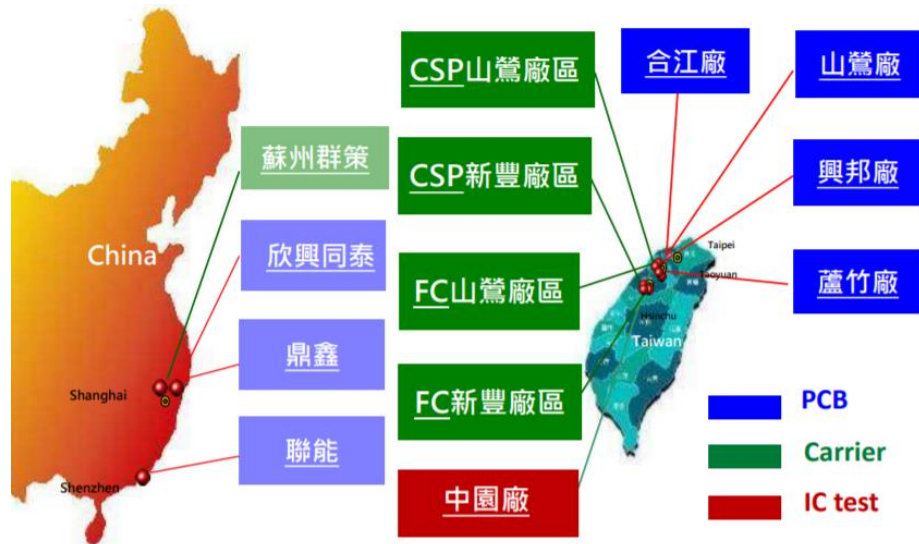 CSP山鶯廠區
合江廠
山鶯廠
蘇州群策
CSP新豐廠區
興邦廠
China
欣興同泰
Taipei
Taoyuan
FC山鶯廠區
蘆竹廠
Hsinchu
Taiwan
鼎鑫
Shanghai
FC新豐廠區
PCB
聯能
Carrier
Shenzhen
中園廠
IC test